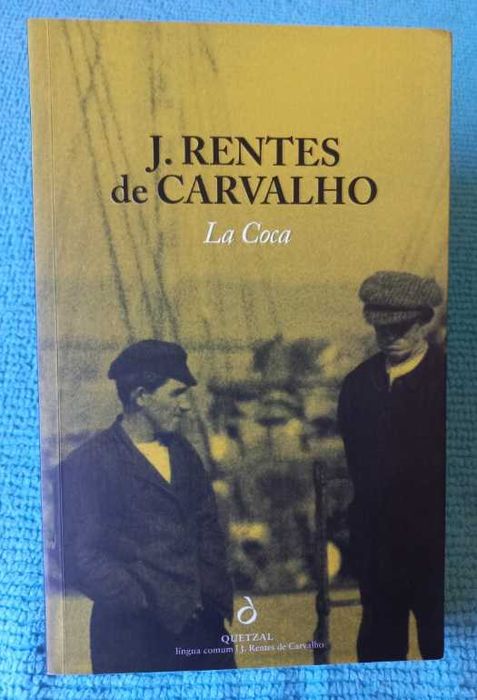 J. RENTES
de CARVALHO
La Coca
QUETZAL
língua comum | J. Rentes de Carvalho